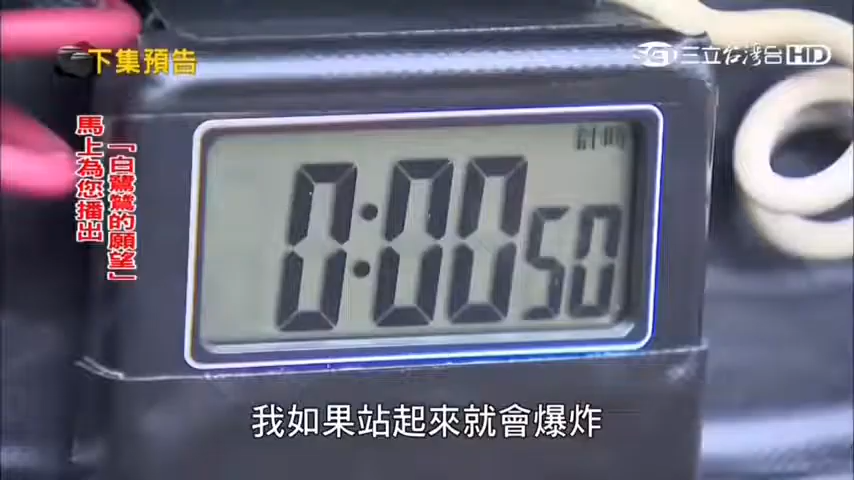 下集預告
三立台灣台HD
馬上為您播出
「白鷺鷥的願望」
計時
0:00 50
我如果站起來就會爆炸